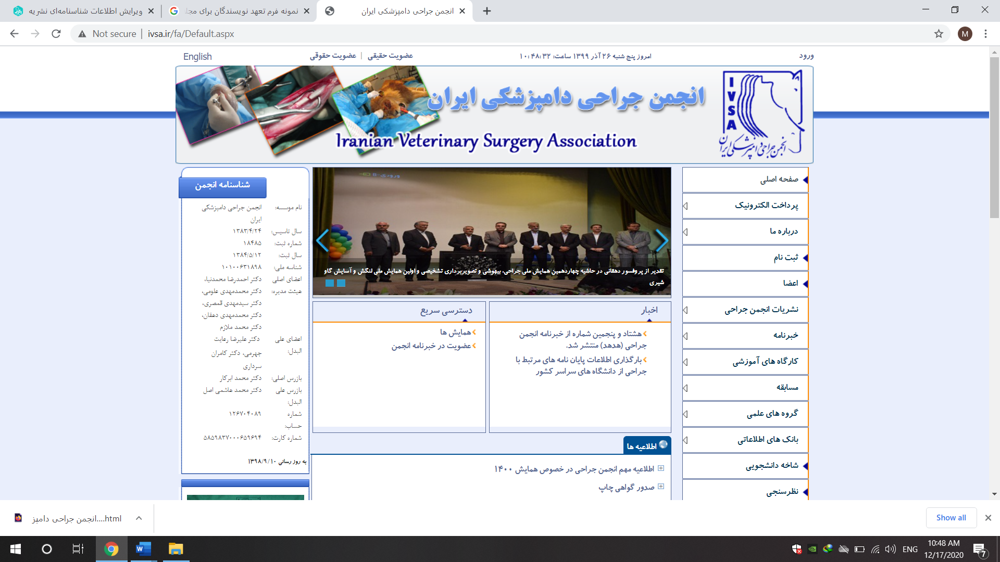 ویرایش اطلاعات شناسنامه‌ای نشریه
نمونه فرم تعهد نویسندگان برای مجل
انجمن جراحی دامپزشکی ایران
Not secure
ivsa.ir/fa/Default.aspx
M
ورود
امروز پنج شنبه ۲۶ آذر ۱۳۹۹ ساعت: ۱۰:۴۸:۳۲
عضویت حقیقی | عضویت حقوقی
English
انجمن جراحی دامپزشکی ایران
Iranian Veterinary Surgery Association
IVSA
انجمن جراحی دامپزشکی ایران
صفحه اصلی
پرداخت الکترونیک
درباره ما
ثبت نام
اعضا
نشریات انجمن جراحی
خبرنامه
کارگاه های آموزشی
مسابقه
گروه های علمی
بانک های اطلاعاتی
شاخه دانشجویی
نظرسنجی
ورودی-B
تقدیر از پروفسور دهقانی در حاشیه چهاردهمین همایش ملی جراحی، بیهوشی و تصویربرداری تشخیصی و اولین همایش ملی لنگش و آسایش گاو
شیری
اخبار
هشتاد و پنجمین شماره از خبرنامه انجمن
جراحی (هدهد) منتشر شد.
بارگذاری اطلاعات پایان نامه های مرتبط با
جراحی از دانشگاه های سراسر کشور
دسترسی سریع
همایش ها
عضویت در خبرنامه انجمن
اطلاعیه ها
اطلاعیه مهم انجمن جراحی در خصوص همایش ۱۴۰۰
صدور گواهی چاپ
شناسنامه انجمن
نام موسسه: انجمن جراحی دامپزشکی
ایران
سال تاسیس: ۱۳۸۳/۴/۲۴
شماره ثبت: ۱۸۴۸۵
سال ثبت: ۱۳۸۴/۵/۱۲
شناسه ملی: ۱۰۱۰۰۶۳۱۸۹۸
اعضای اصلی دکتر احمدرضا محمدنیا،
هیئت مدیره: دکتر محمدمهدی علومی،
دکتر سیدمهدی قمصری،
دکتر محمدمهدی دهقان،
دکتر محمد ملازم
اعضای علی دکتر علیرضا رعایت
البدل: جهرمی، دکتر کامران
سرداری
بازرس اصلی: دکتر محمد ابرکار
بازرس علی دکتر محمد هاشمی اصل
البدل:
شماره ۱۲۶۷۰۴۰۸۹
حساب:
شماره کارت: ۵۸۵۹۸۳۷۰۰۰۶۵۹۶۹۴
به روز رسانی ۱۳۹۸/۹/۱۰
انجمن جراحی دامپز....html
Show all
ENG
10:48 AM
12/17/2020
7